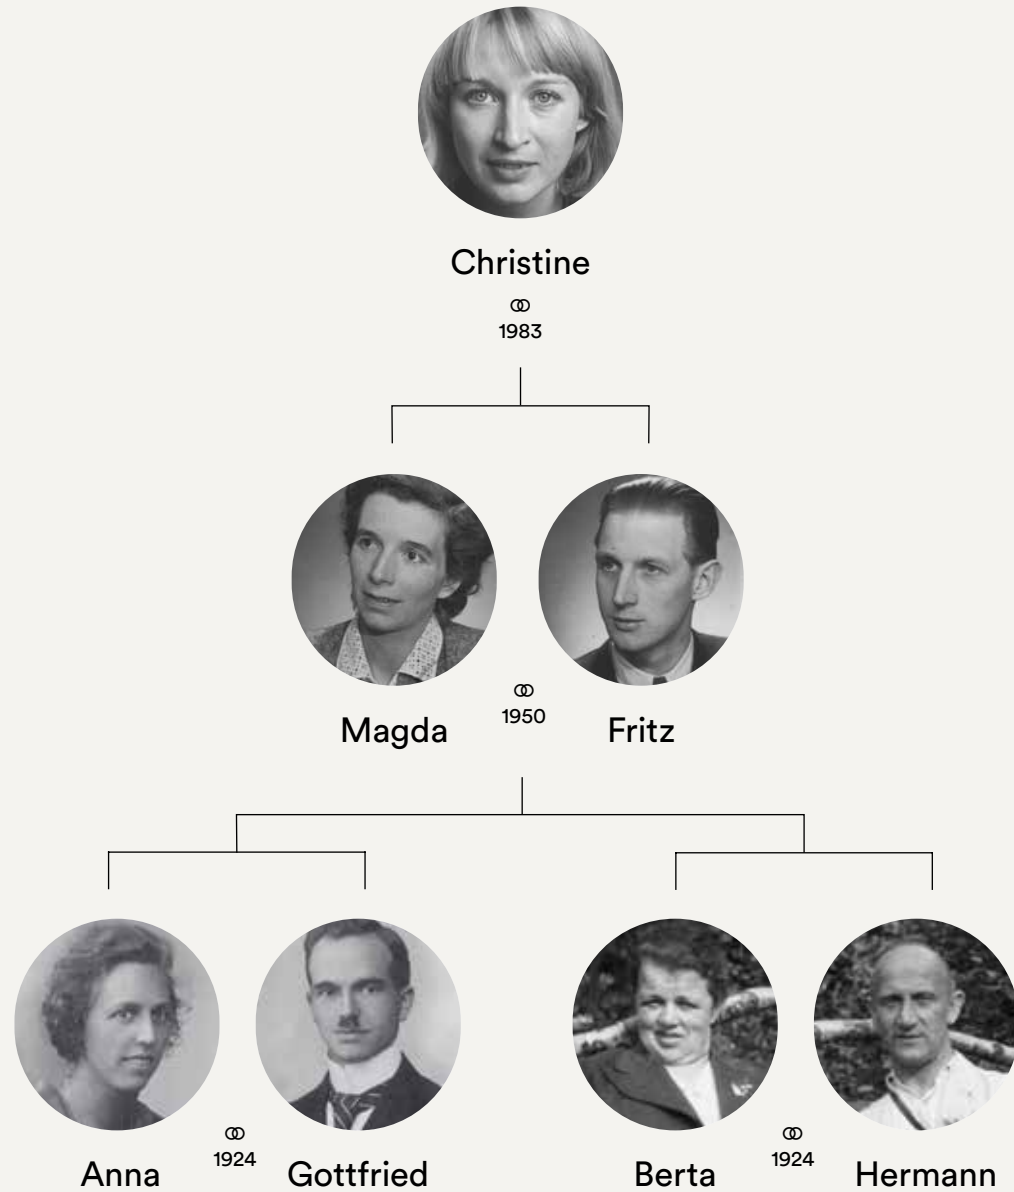 Christine
1983
Magda
1950
Fritz
Anna
1924
Gottfried
Berta
1924
Hermann